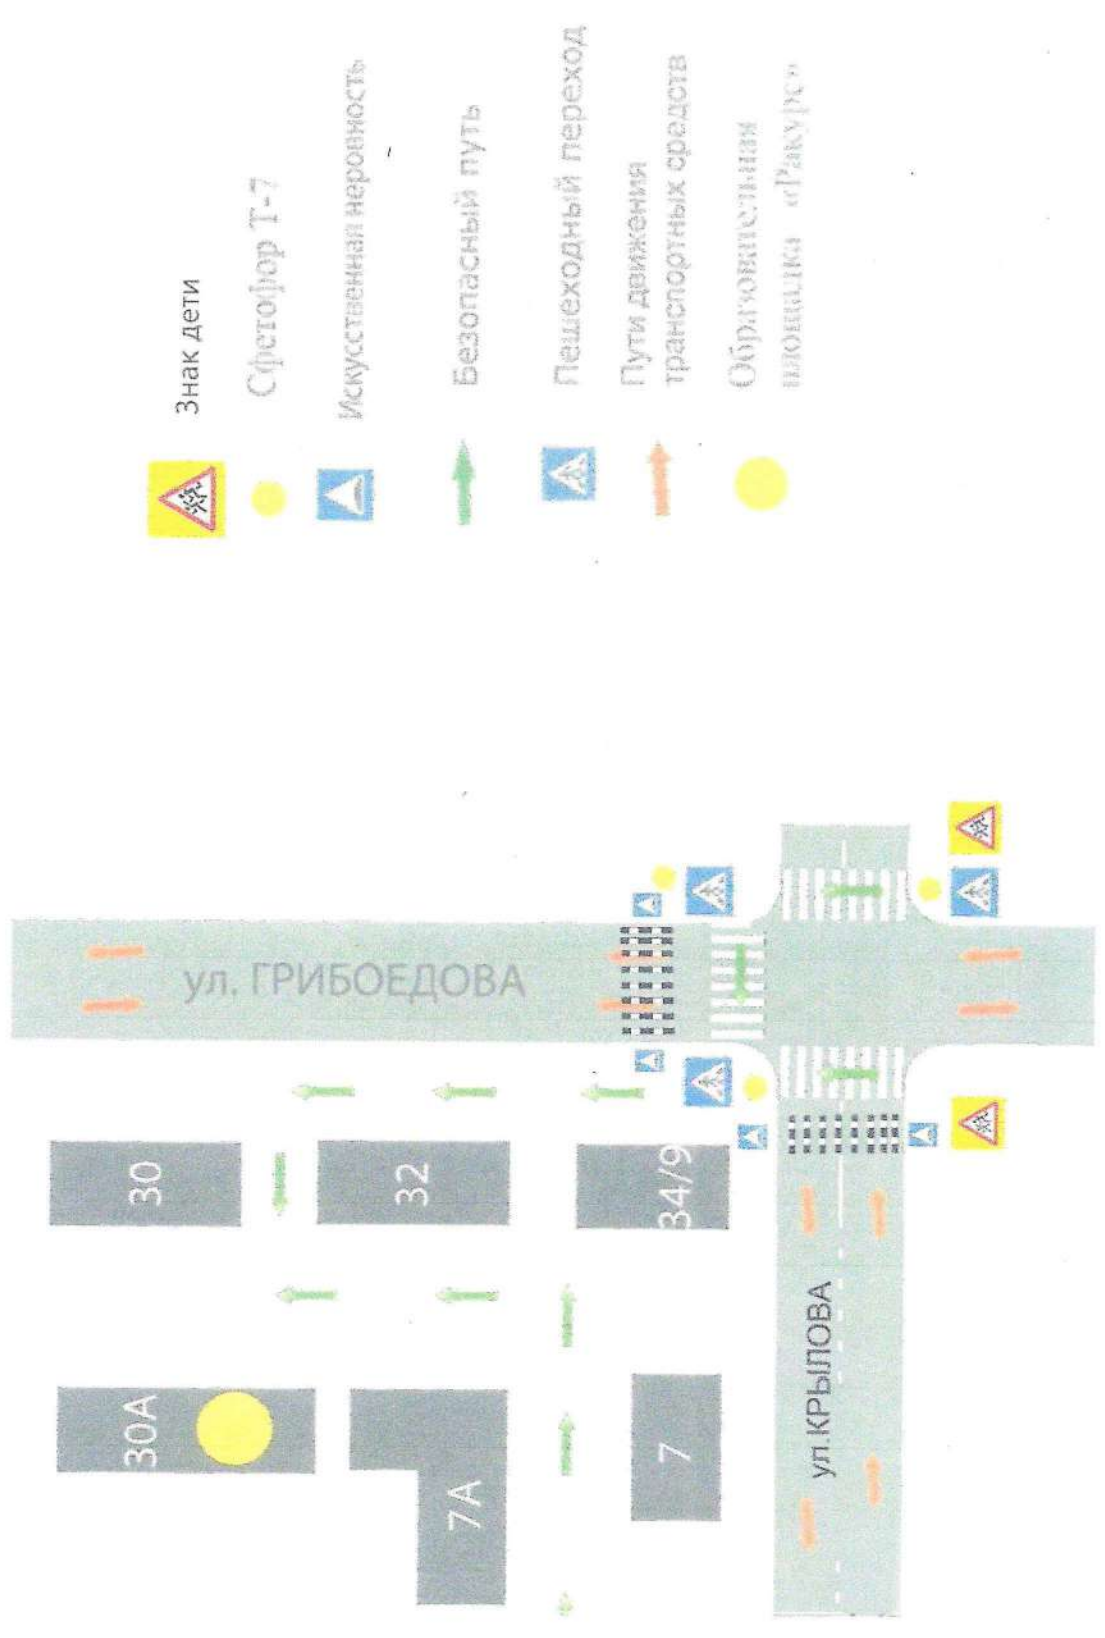 Знак дети
Сфетофор Т-7
Искусственная неровность
Безопасный путь
Пешеходный переход
Пути движения
транспортных средств
Образовательная
площадка «Ракурс»
ул. ГРИБОЕДОВА
30
32
34/9
30А
7А
7
ул.КРЫЛОВА